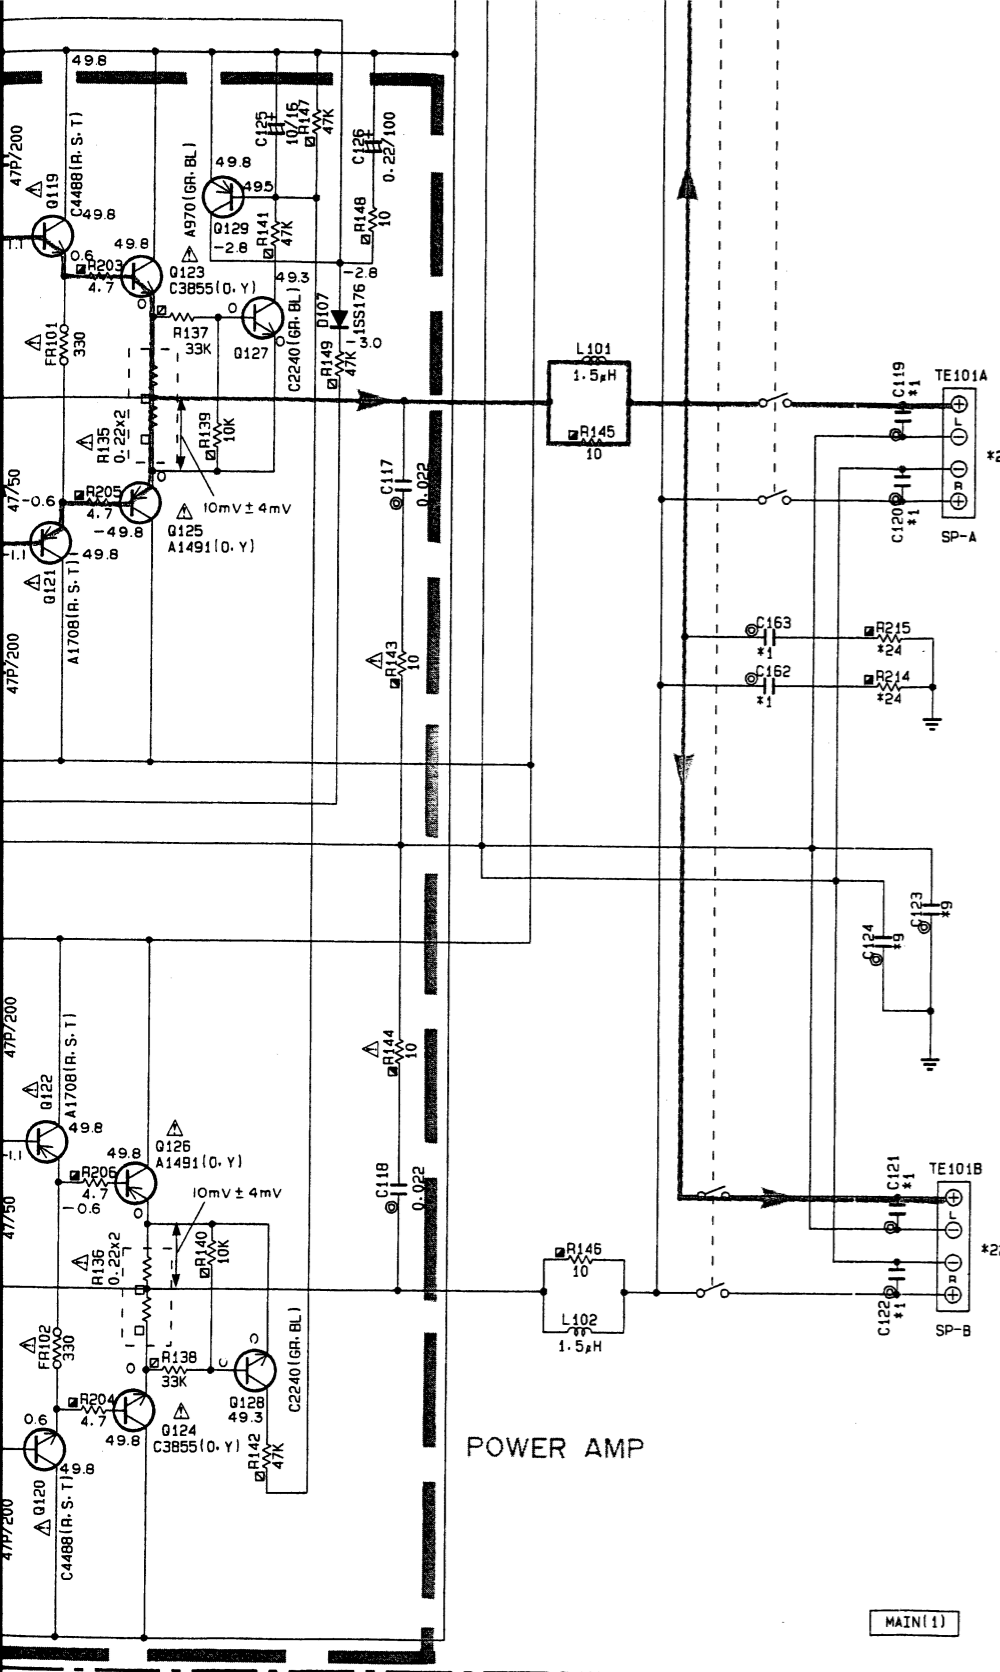 49.8
47P/200
Q119
C4488(R.S.T)
49.8
1.1
0.6
R203
4.7
49.8
Q123
C3855(O.Y)
O
A970(GR.BL)
49.8
49.5
Q129
-2.8
C125
10/16
R147
47K
R141
47K
49.3
C126
0.22/100
R148
10
-2.8
D107
1SS176
-3.0
R149
47K
O
Q127
O
C2240(GR.BL)
R137
33K
FR101
330
R135
0.22x2
R139
10K
10mV±4mV
O
47/50
-0.6
R205
4.7
-49.8
Q125
A1491(O.Y)
-1.1
-49.8
Q121
A1708(R.S.T)
47P/200
C117
0.022
R143
10
L101
1.5μH
R145
10
C119
*1
TE101A
L
R
C120
*1
SP-A
C163
*1
R215
*24
C162
*1
R214
*24
C123
*9
C124
*9
47P/200
Q122
A1708(R.S.T)
49.8
-1.1
R206
4.7
-0.6
49.8
Q126
A1491(O.Y)
O
10mV±4mV
47/50
R136
0.22x2
R140
10K
R144
10
C118
0.022
R146
10
L102
1.5μH
C121
*1
TE101B
L
R
C122
*1
SP-B
FR102
330
O
R138
33K
Q128
49.3
C2240(GR.BL)
R142
47K
R204
4.7
0.6
49.8
Q124
C3855(O.Y)
49.8
Q120
C4488(R.S.T)
47P/200
POWER AMP
MAIN(1)